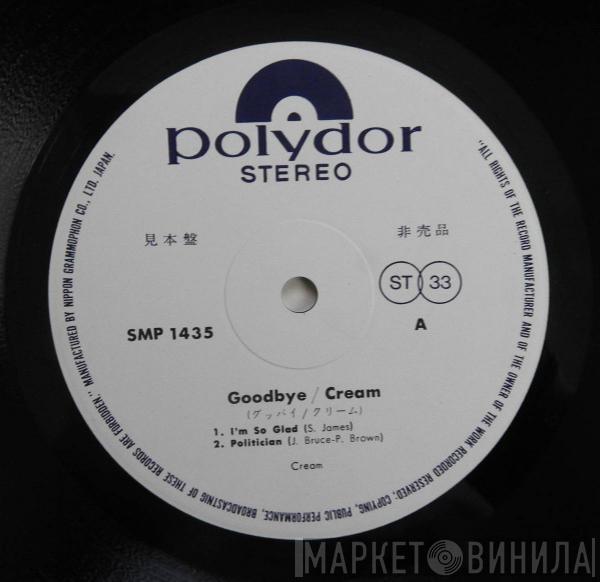 polydor
STEREO
見本盤
非売品
ST 33
SMP 1435
A
Goodbye / Cream
(グッバイ/クリーム)
1. I'm So Glad (S. James)
2. Politician (J. Bruce-P. Brown)
Cream
"ALL RIGHTS OF THE RECORD MANUFACTURER AND OF THE OWNER OF THE WORK RECORDED RESERVED; COPYING, PUBLIC PERFORMANCE, BROADCASTNIG OF THESE RECORDS ARE FORBIDDEN." MANUFACTURED BY NIPPON GRAMMOPHON CO., LTD. JAPAN.
МАРКЕТ ВИНИЛА